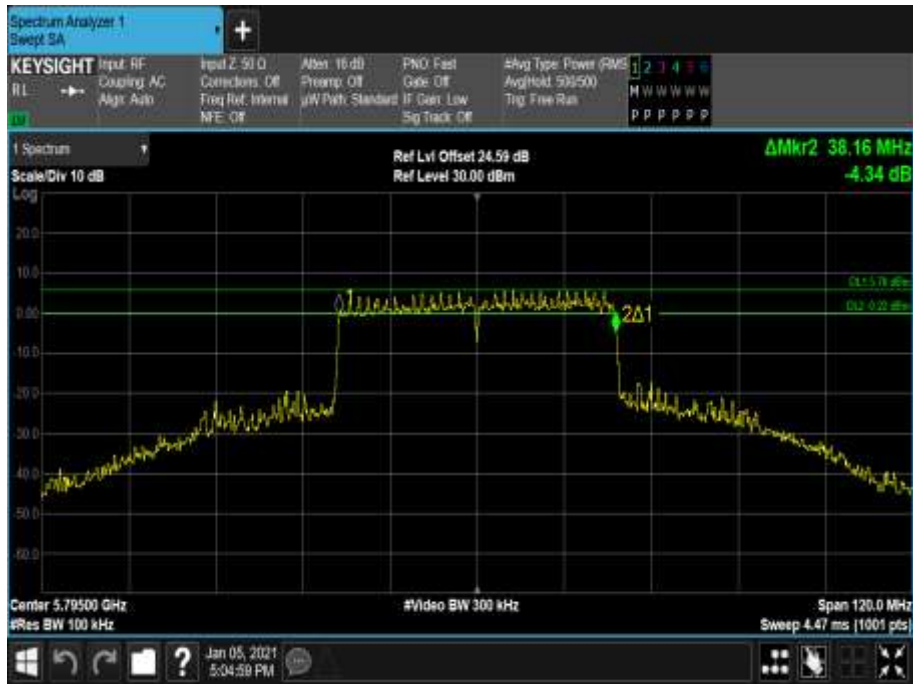 Spectrum Analyzer 1
Swept SA
+
KEYSIGHT
RL
Input: RF
Coupling: AC
Align: Auto
Input Z: 50 Ω
Corrections: Off
Freq Ref: Internal
NFE: Off
Atten: 16 dB
Preamp: Off
µW Path: Standard
PNO: Fast
Gate: Off
IF Gain: Low
Sig Track: Off
#Avg Type: Power (RMS
Avg|Hold: 500/500
Trig: Free Run
1 2 3 4 5 6
M W W W W W
P P P P P P
1 Spectrum
Scale/Div 10 dB
Ref Lvl Offset 24.59 dB
Ref Level 30.00 dBm
ΔMkr2 38.16 MHz
-4.34 dB
Log
20.0
10.0
0.00
-10.0
-20.0
-30.0
-40.0
-50.0
-60.0
2Δ1
Center 5.79500 GHz
#Res BW 100 kHz
#Video BW 300 kHz
Span 120.0 MHz
Sweep 4.47 ms (1001 pts)
?
Jan 05, 2021
5:04:59 PM